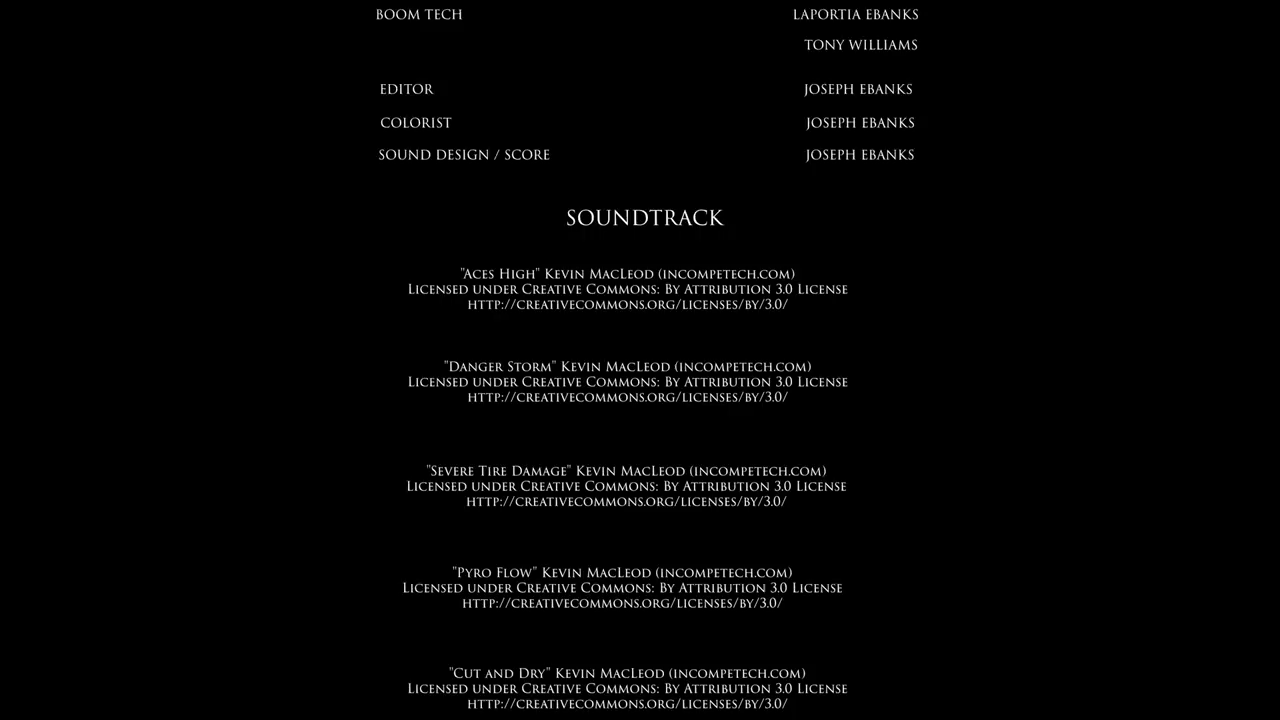 BOOM TECH LAPORTIA EBANKS
TONY WILLIAMS
EDITOR JOSEPH EBANKS
COLORIST JOSEPH EBANKS
SOUND DESIGN / SCORE JOSEPH EBANKS
SOUNDTRACK
"Aces High" Kevin MacLeod (incompetech.com)
Licensed under Creative Commons: By Attribution 3.0 License
http://creativecommons.org/licenses/by/3.0/
"Danger Storm" Kevin MacLeod (incompetech.com)
Licensed under Creative Commons: By Attribution 3.0 License
http://creativecommons.org/licenses/by/3.0/
"Severe Tire Damage" Kevin MacLeod (incompetech.com)
Licensed under Creative Commons: By Attribution 3.0 License
http://creativecommons.org/licenses/by/3.0/
"Pyro Flow" Kevin MacLeod (incompetech.com)
Licensed under Creative Commons: By Attribution 3.0 License
http://creativecommons.org/licenses/by/3.0/
"Cut and Dry" Kevin MacLeod (incompetech.com)
Licensed under Creative Commons: By Attribution 3.0 License
http://creativecommons.org/licenses/by/3.0/